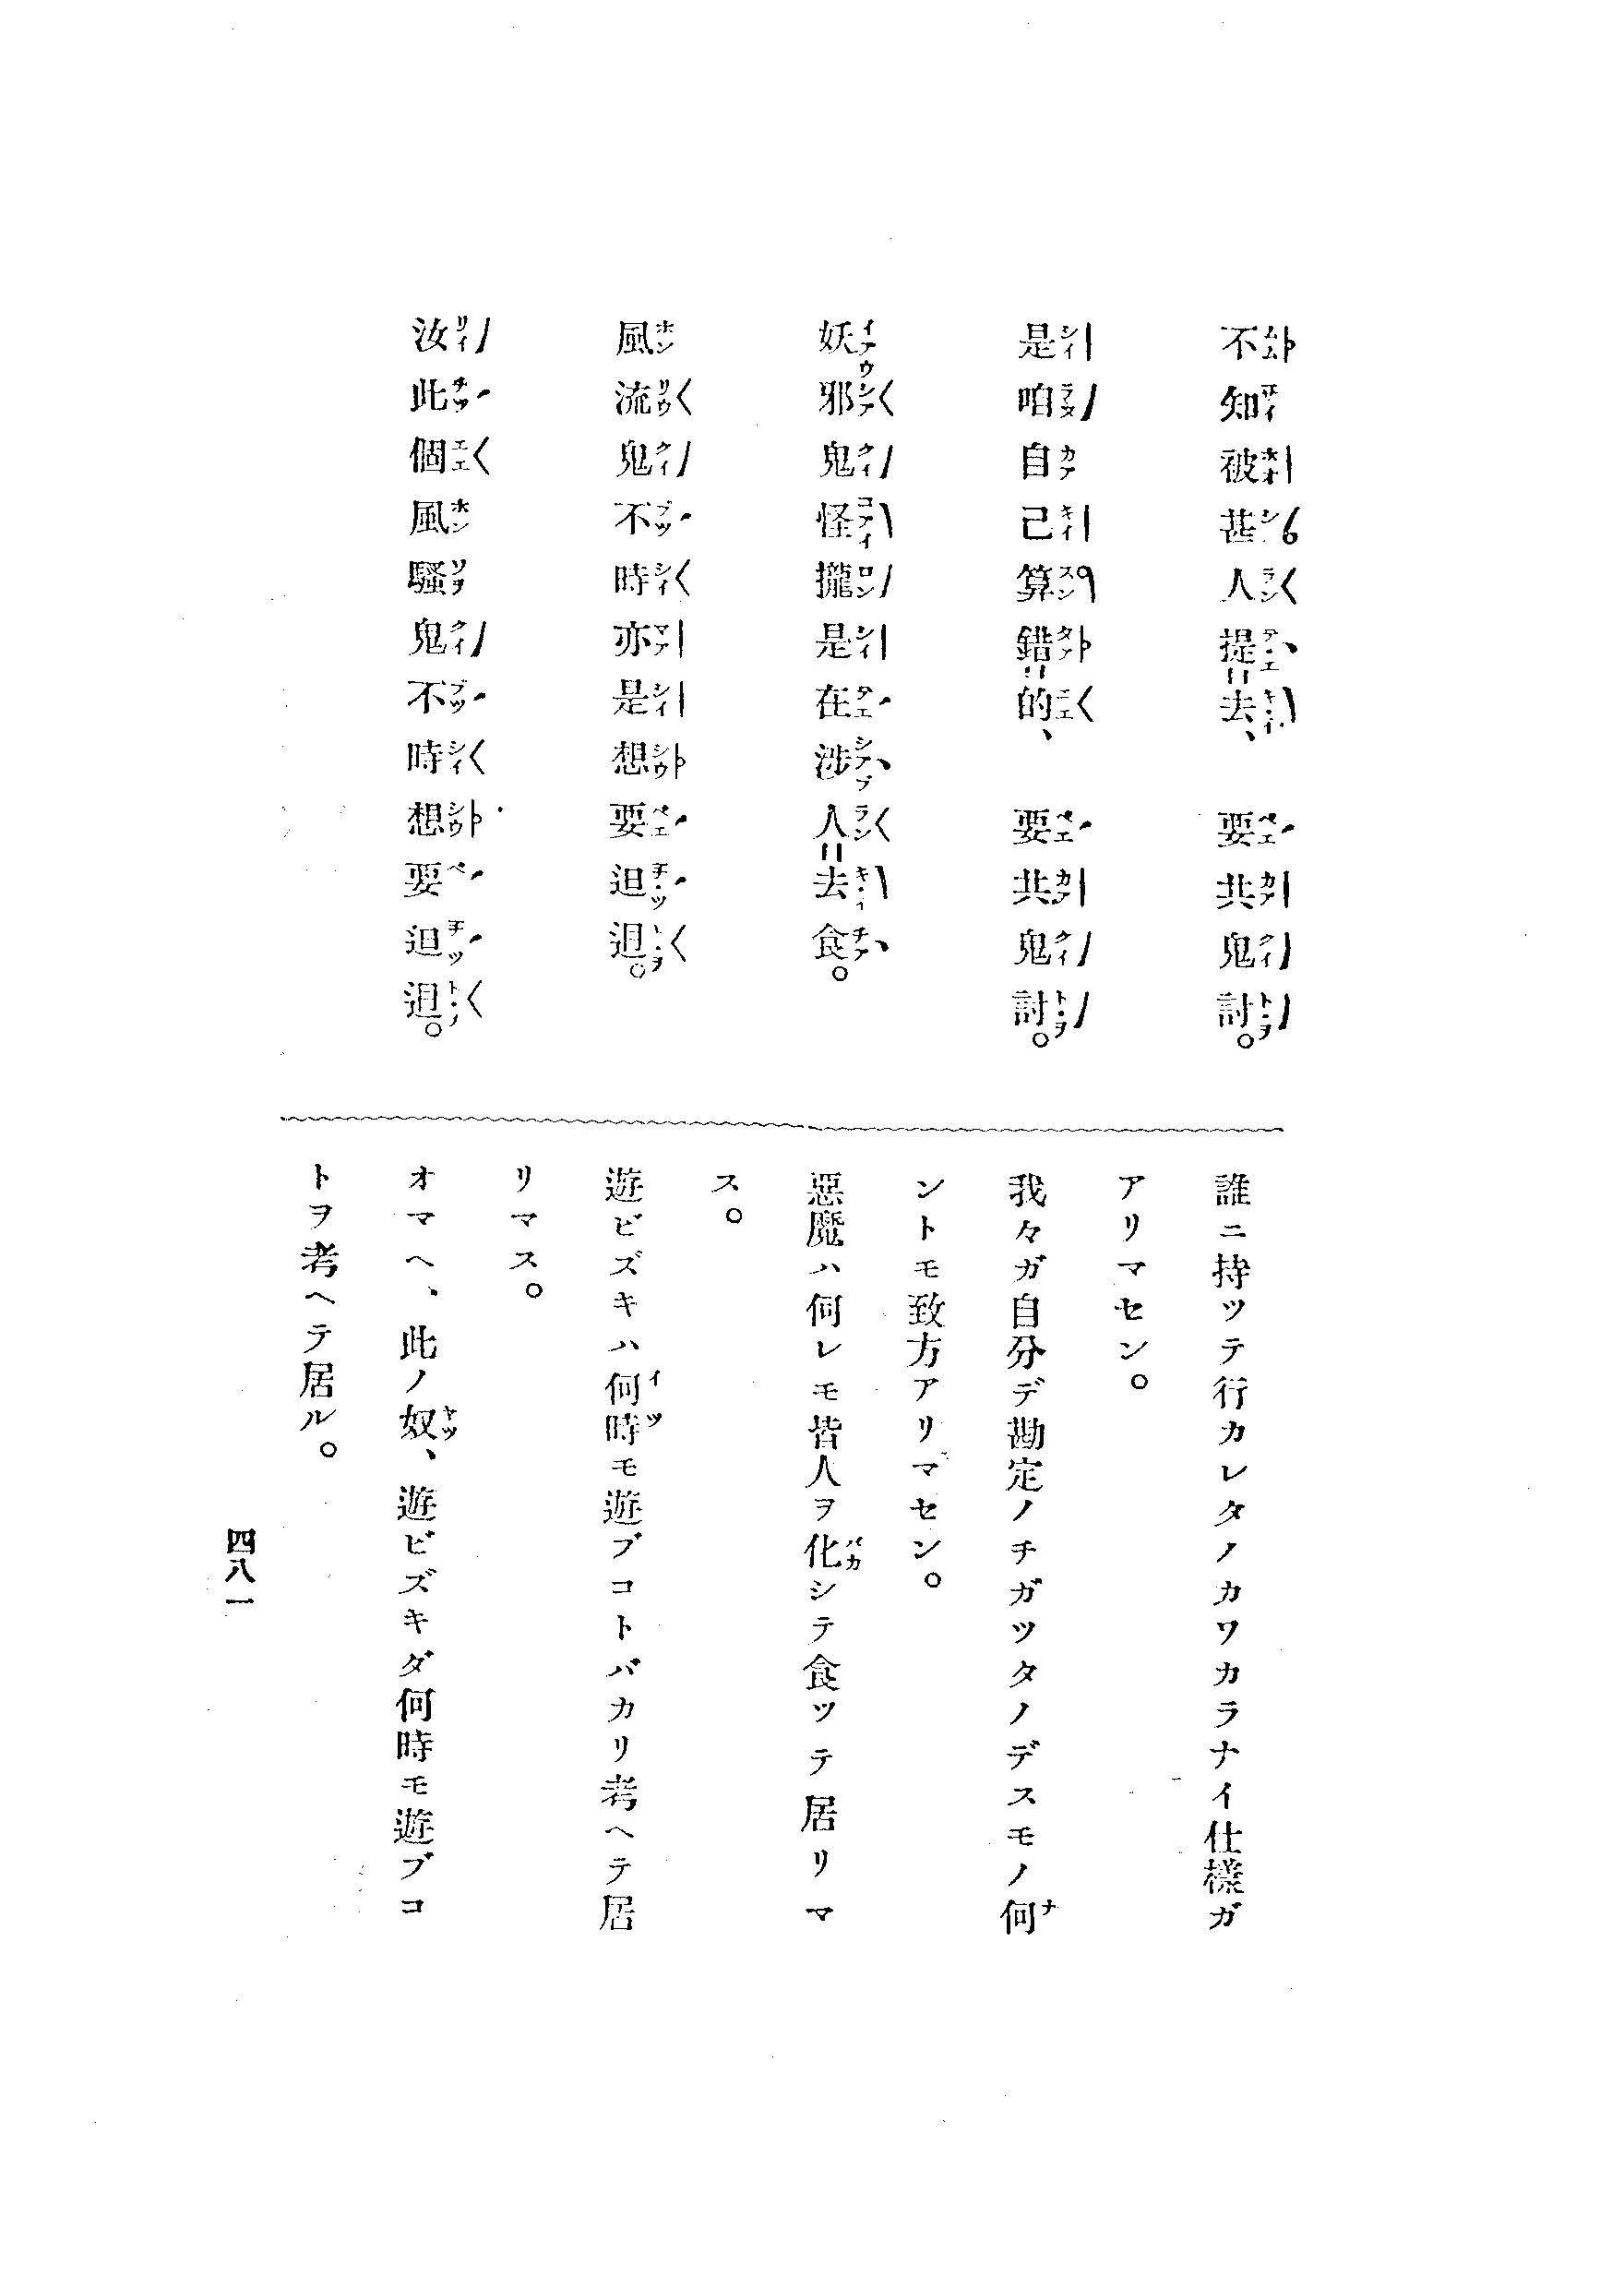 不知被甚人提去、　要共鬼討。
是咱自己算錯的、　要共鬼討。
妖邪鬼怪攏是在涉人去食。
風流鬼不時亦是想要𨑨迌。
汝此個風騷鬼不時想要𨑨迌。
誰ニ持ツテ行カレタノカワカラナイ仕樣ガ
アリマセン。
我々ガ自分デ勘定ノチガツタノデスモノ何
ントモ致方アリマセン。
惡魔ハ何レモ皆人ヲ化シテ食ツテ居リマ
ス。
遊ビズキハ何時モ遊ブコトバカリ考ヘテ居
リマス。
オマヘ、此ノ奴、遊ビズキダ何時モ遊ブコ
トヲ考ヘテ居ル。
四八一